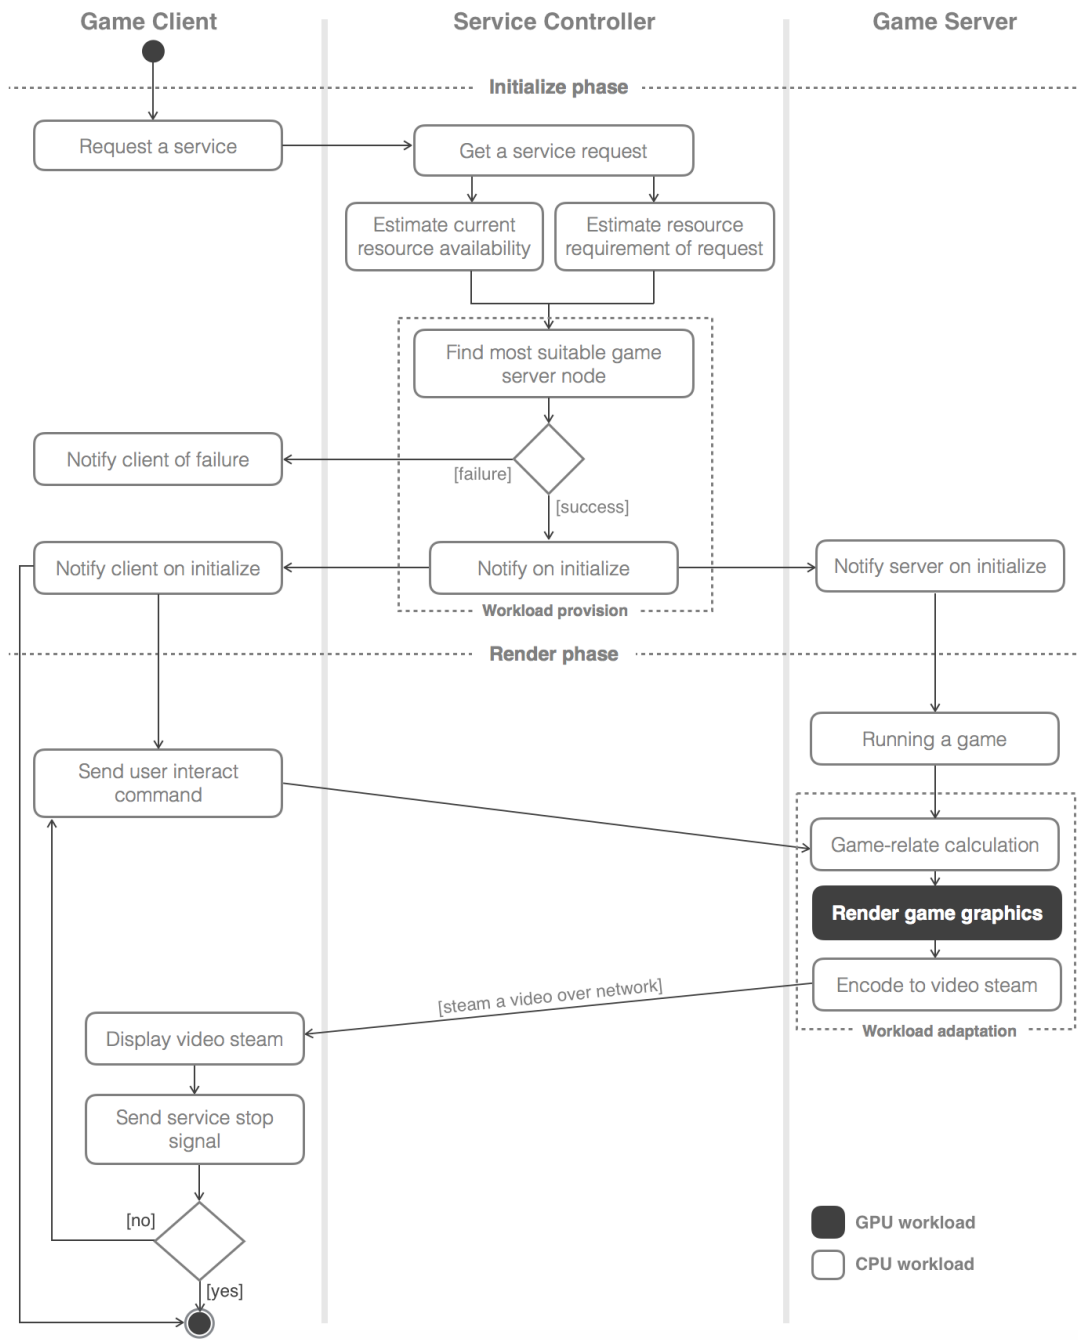 Game Client
Service Controller
Game Server
Initialize phase
Request a service
Get a service request
Estimate current
resource availability
Estimate resource
requirement of request
Find most suitable game
server node
Notify client of failure
[failure]
[success]
Notify client on initialize
Notify on initialize
Notify server on initialize
Workload provision
Render phase
Running a game
Send user interact
command
Game-relate calculation
Render game graphics
Encode to video steam
[steam a video over network]
Workload adaptation
Display video steam
Send service stop
signal
[no]
[yes]
GPU workload
CPU workload